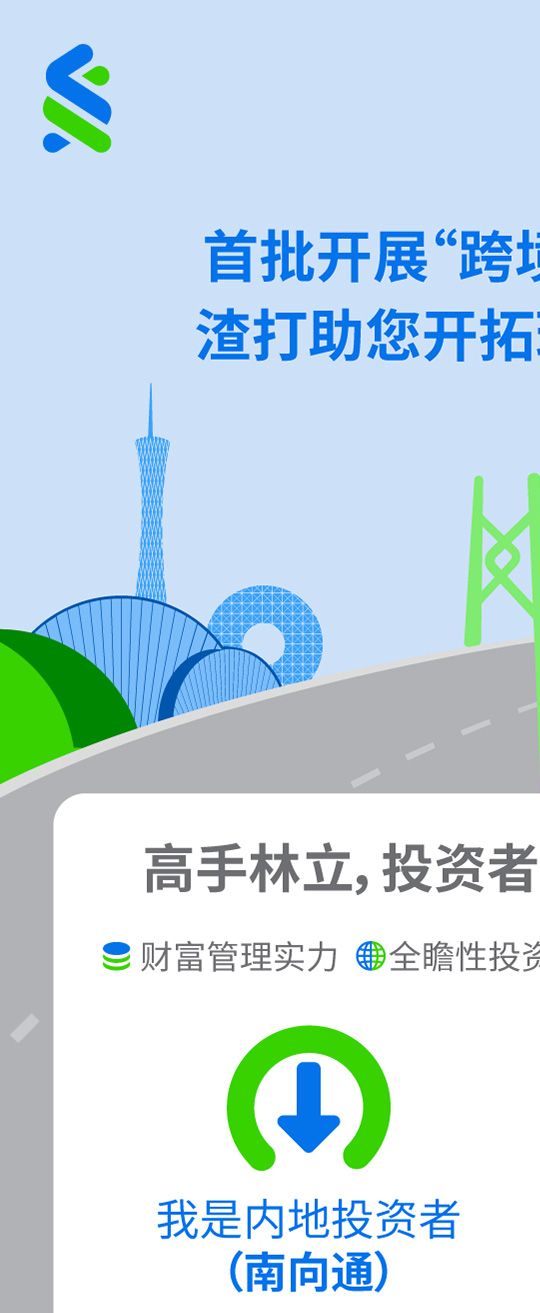 首批开展“跨
渣打助您开拓
高手林立，投资者
财富管理实力 全瞻性投资
我是内地投资者
（南向通）